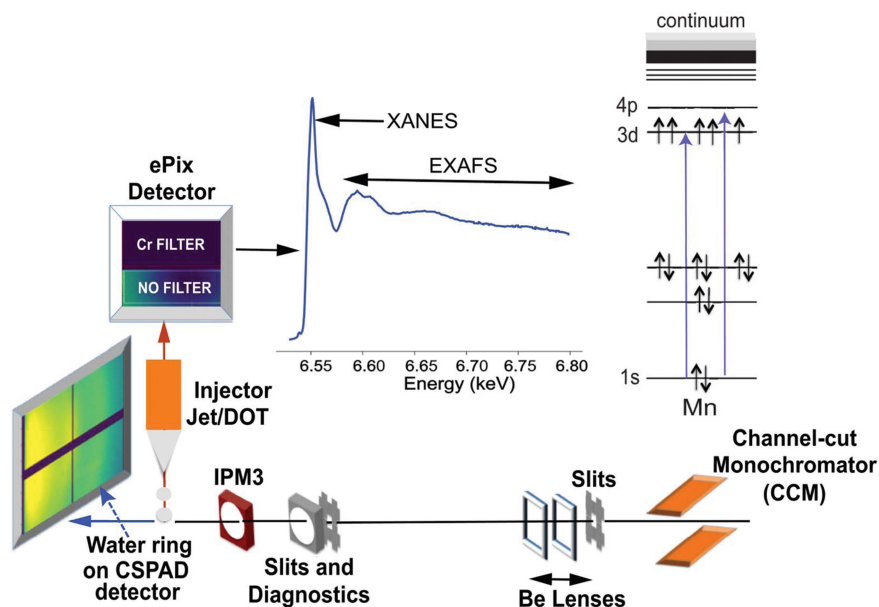 continuum
4p
3d
1s
Mn
XANES
EXAFS
6.55 6.60 6.65 6.70 6.75 6.80
Energy (keV)
ePix
Detector
Cr FILTER
NO FILTER
Injector
Jet/DOT
IPM3
Slits and
Diagnostics
Water ring
on CSPAD
detector
Slits
Be Lenses
Channel-cut
Monochromator
(CCM)